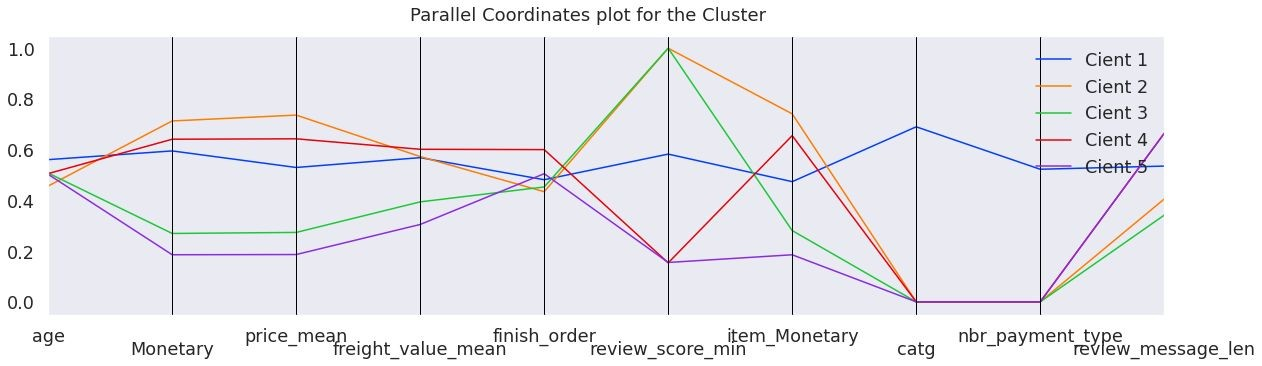 Parallel Coordinates plot for the Cluster
1.0
0.8
0.6
0.4
0.2
0.0
Cient 1
Cient 2
Cient 3
Cient 4
Cient 5
age
Monetary
price_mean
freight_value_mean
finish_order
review_score_min
item_Monetary
catg
nbr_payment_type
review_message_len